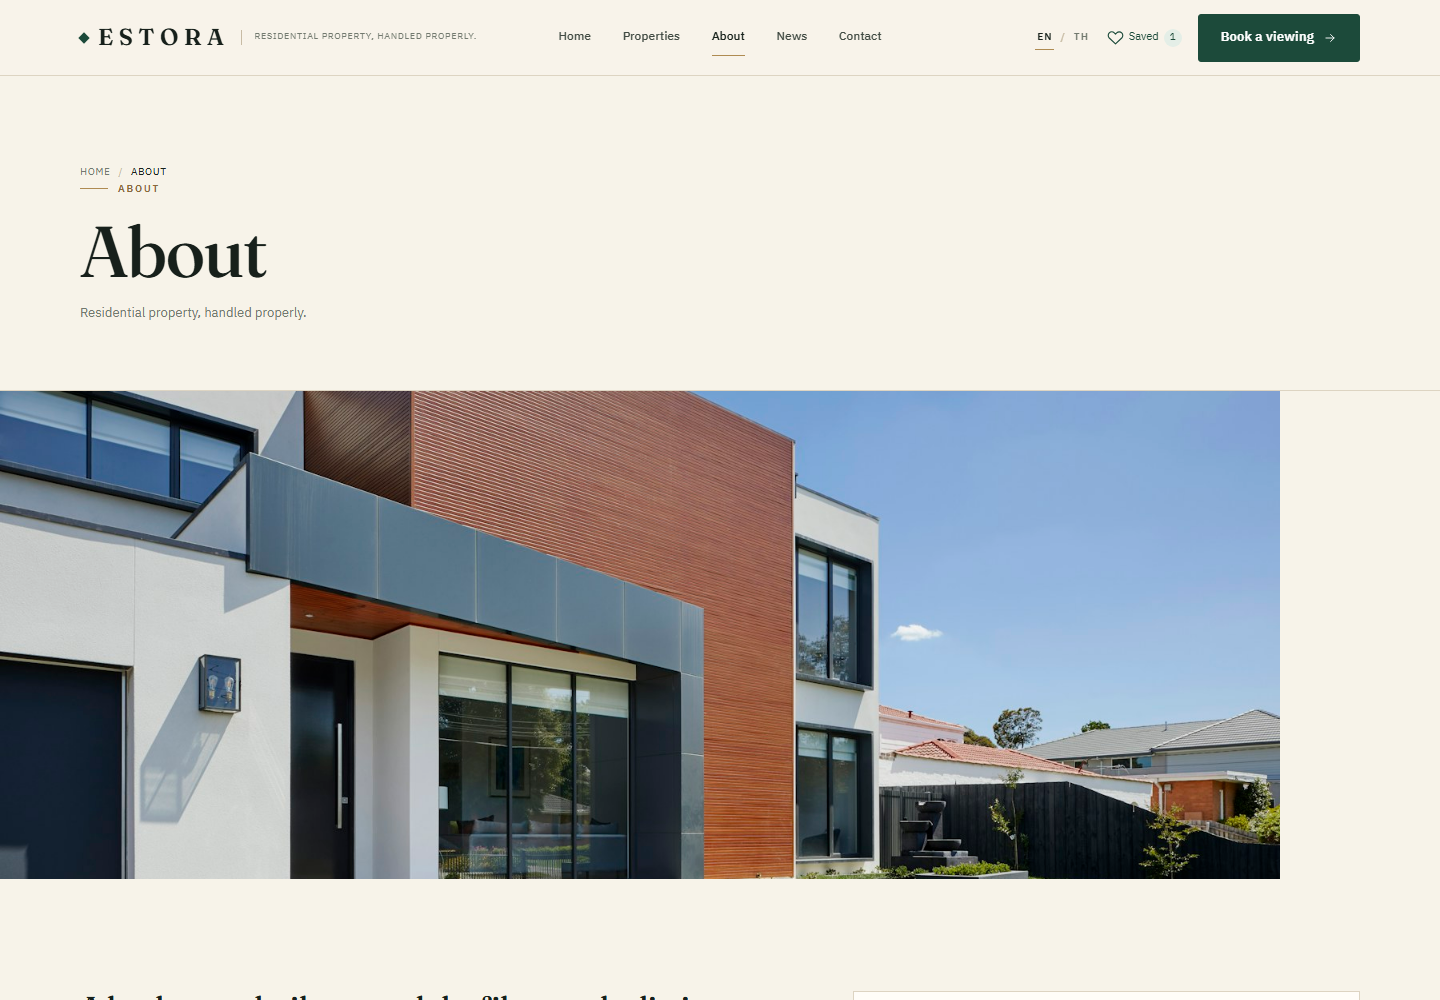 ESTORA
RESIDENTIAL PROPERTY, HANDLED PROPERLY.
Home
Properties
About
News
Contact
EN / TH
Saved 1
Book a viewing →
HOME / ABOUT
ABOUT
About
Residential property, handled properly.